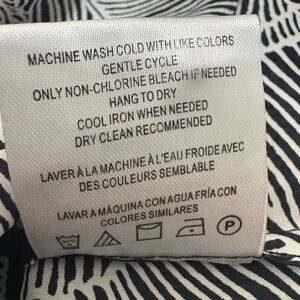 MACHINE WASH COLD WITH LIKE COLORS
GENTLE CYCLE
ONLY NON-CHLORINE BLEACH IF NEEDED
HANG TO DRY
COOL IRON WHEN NEEDED
DRY CLEAN RECOMMENDED
LAVER À LA MACHINE À L'EAU FROIDE AVEC
DES COULEURS SEMBLABLE
LAVAR A MÁQUINA CON AGUA FRÍA CON
COLORES SIMILARES
P